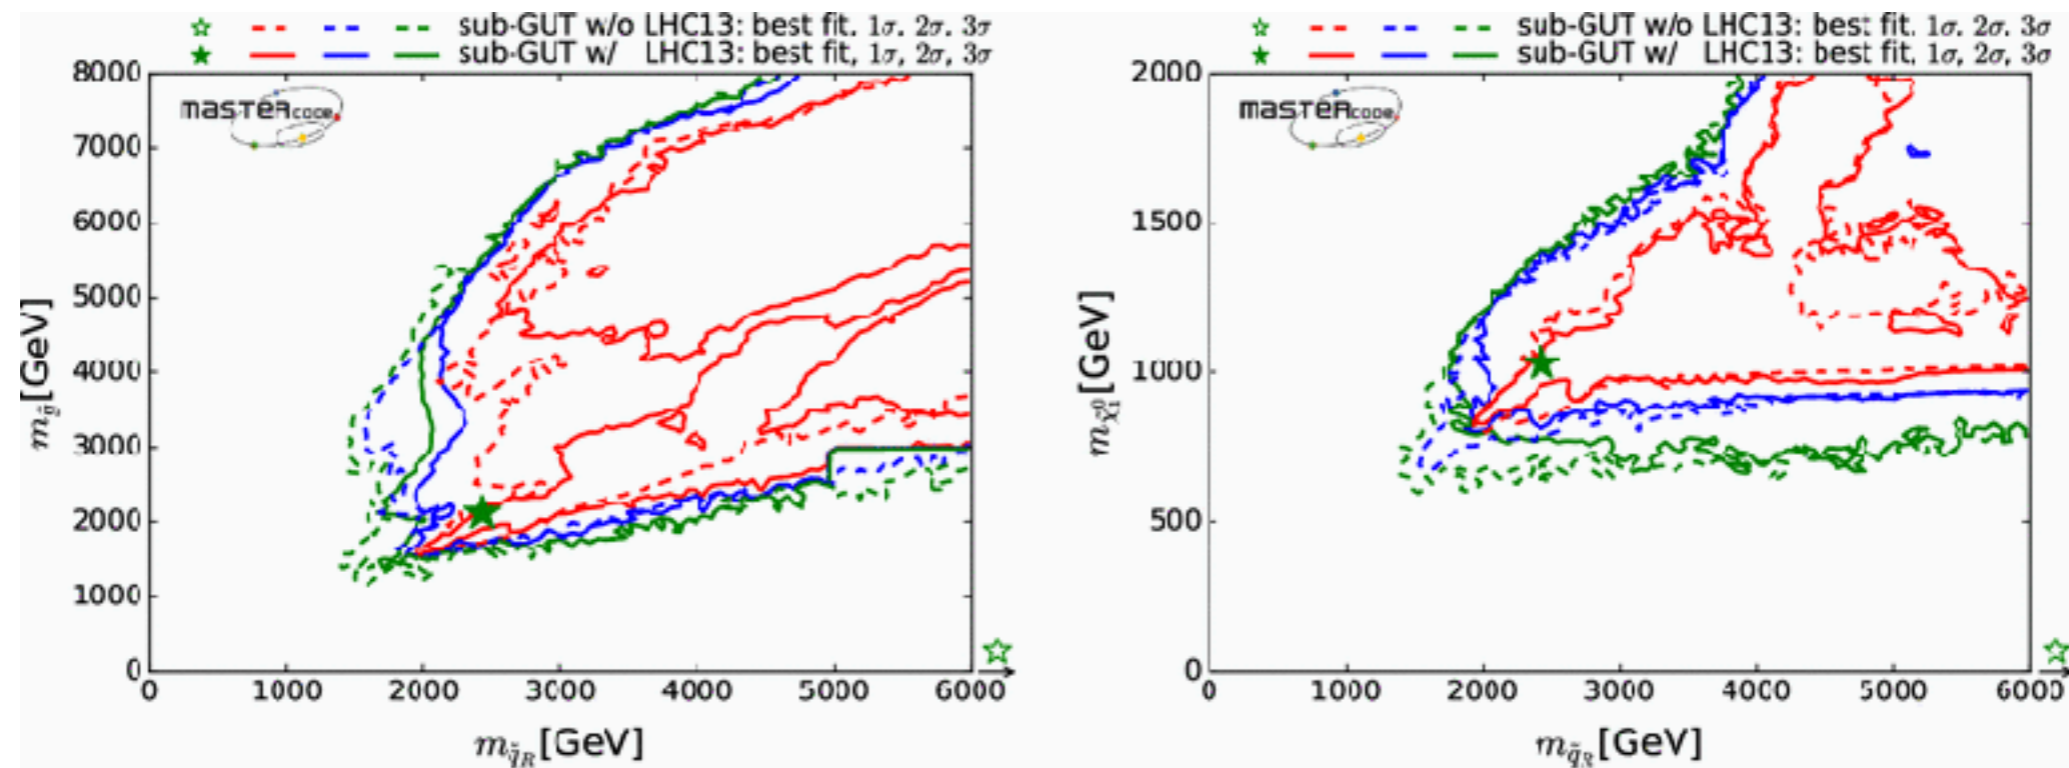 sub-GUT w/o LHC13: best fit, 1σ, 2σ, 3σ
sub-GUT w/ LHC13: best fit, 1σ, 2σ, 3σ
8000
7000
6000
5000
4000
3000
2000
1000
0
MASTERCODE
m_g̃[GeV]
0 1000 2000 3000 4000 5000 6000
m_q̃_R[GeV]
sub-GUT w/o LHC13: best fit, 1σ, 2σ, 3σ
sub-GUT w/ LHC13: best fit, 1σ, 2σ, 3σ
2000
1500
1000
500
0
MASTERCODE
m_χ̃⁰₁[GeV]
0 1000 2000 3000 4000 5000 6000
m_q̃_R[GeV]